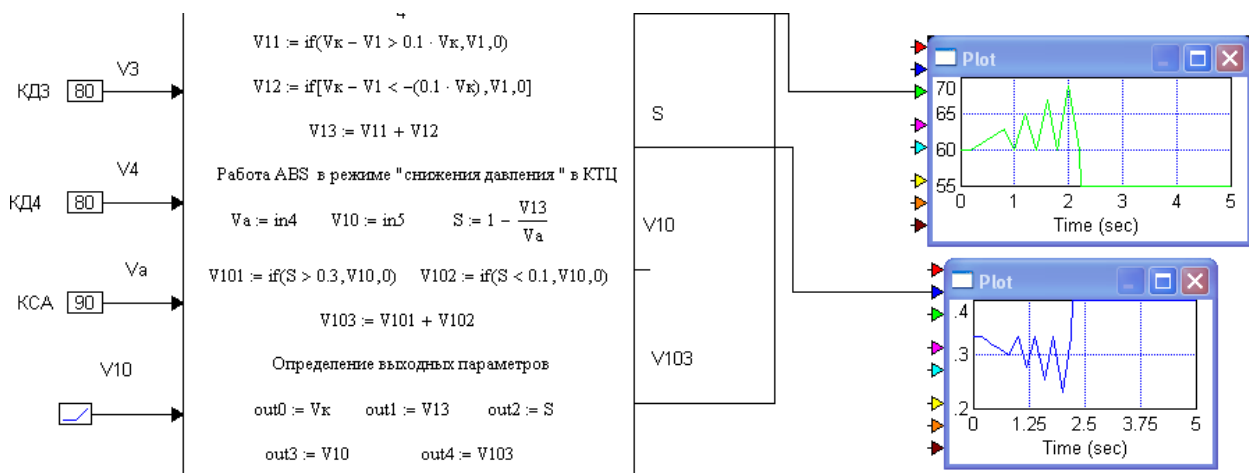 4
V11 := if(Vк − V1 > 0.1 · Vк,V1,0)
V12 := if[Vк − V1 < −(0.1 · Vк),V1,0]
V13 := V11 + V12
Работа ABS в режиме "снижения давления" в КТЦ
Va := in4 V10 := in5 S := 1 − V13/Va
V101 := if(S > 0.3,V10,0) V102 := if(S < 0.1,V10,0)
V103 := V101 + V102
Определение выходных параметров
out0 := Vк out1 := V13 out2 := S
out3 := V10 out4 := V103
V3
КД3 80
V4
КД4 80
Va
КСА 90
V10
S
V10
V103
Plot
70
65
60
55
0 1 2 3 4 5
Time (sec)
Plot
.4
.3
.2
0 1.25 2.5 3.75 5
Time (sec)